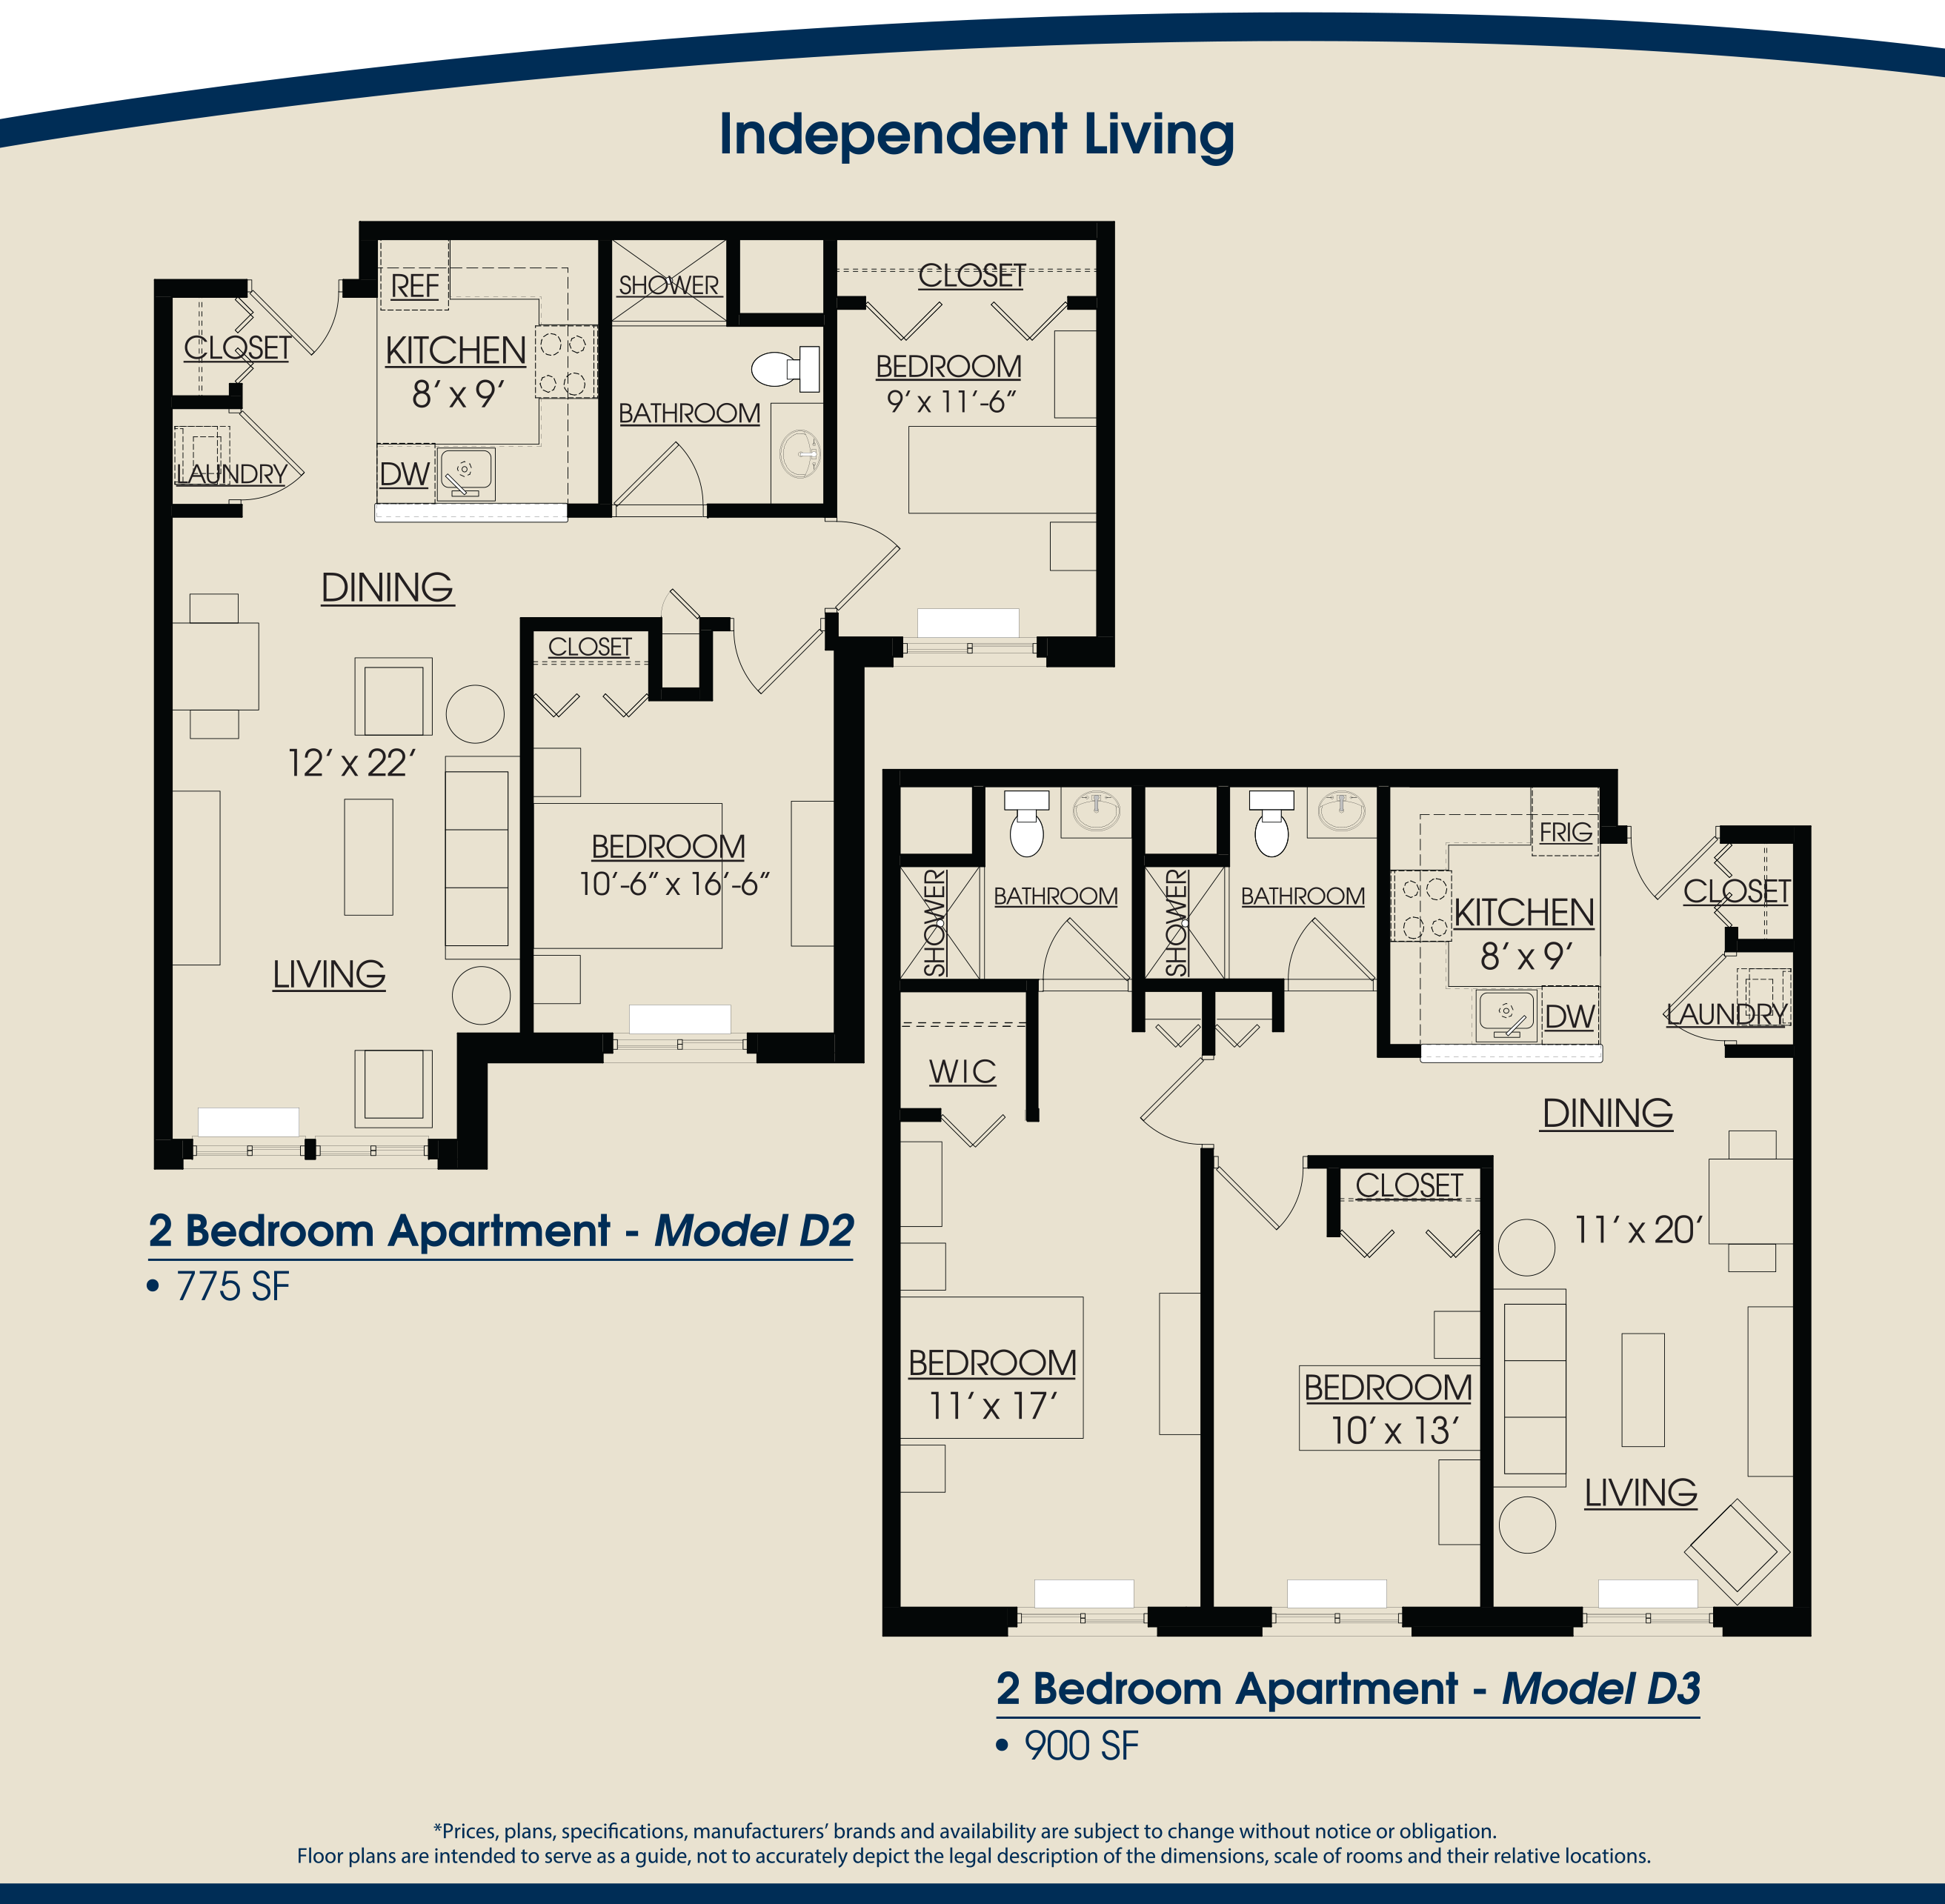 Independent Living
REF
SHOWER
CLOSET
CLOSET
KITCHEN
8’ x 9’
BEDROOM
9’ x 11’-6”
BATHROOM
LAUNDRY
DW
DINING
CLOSET
12’ x 22’
BEDROOM
10’-6” x 16’-6”
LIVING
2 Bedroom Apartment - Model D2
• 775 SF
FRIG
SHOWER
BATHROOM
SHOWER
BATHROOM
CLOSET
KITCHEN
8’ x 9’
DW
LAUNDRY
WIC
DINING
CLOSET
11’ x 20’
BEDROOM
11’ x 17’
BEDROOM
10’ x 13’
LIVING
2 Bedroom Apartment - Model D3
• 900 SF
*Prices, plans, specifications, manufacturers’ brands and availability are subject to change without notice or obligation.
Floor plans are intended to serve as a guide, not to accurately depict the legal description of the dimensions, scale of rooms and their relative locations.